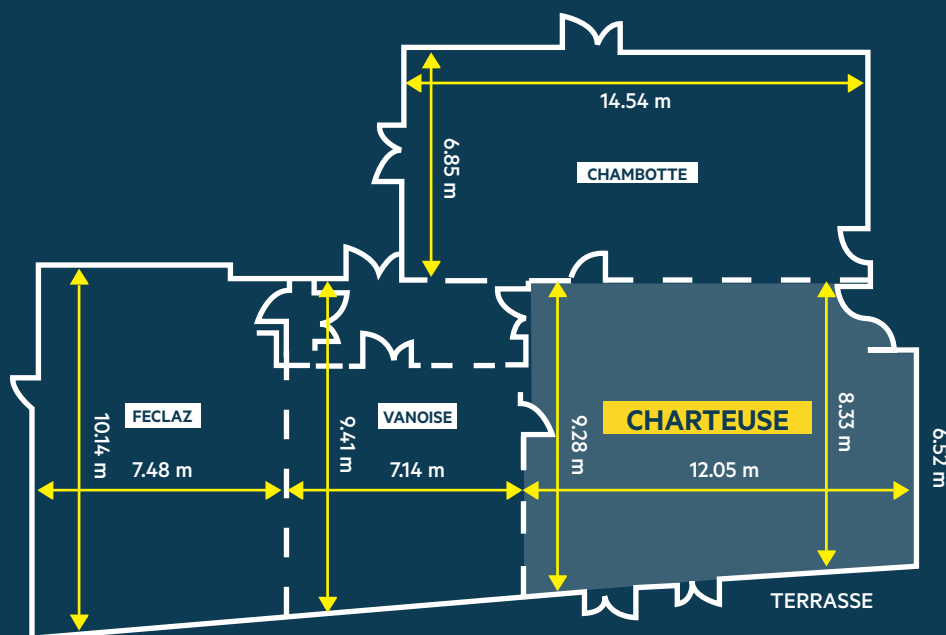 14.54 m
6.85 m
CHAMBOTTE
FECLAZ
VANOISE
CHARTEUSE
10.14 m
9.41 m
9.28 m
8.33 m
6.52 m
7.48 m
7.14 m
12.05 m
TERRASSE